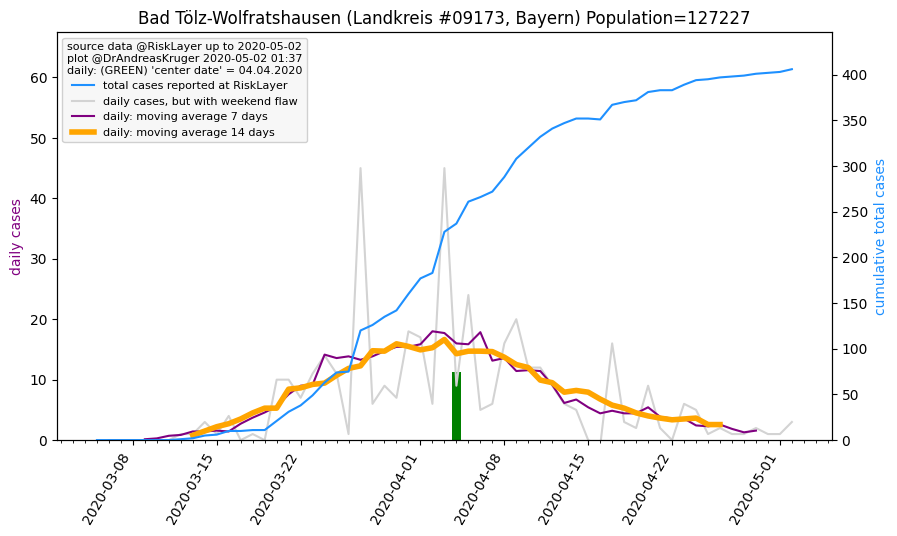 Bad Tölz-Wolfratshausen (Landkreis #09173, Bayern) Population=127227
source data @RiskLayer up to 2020-05-02
plot @DrAndreasKruger 2020-05-02 01:37
daily: (GREEN) 'center date' = 04.04.2020
total cases reported at RiskLayer
daily cases, but with weekend flaw
daily: moving average 7 days
daily: moving average 14 days
daily cases
60
50
40
30
20
10
0
cumulative total cases
400
350
300
250
200
150
100
50
0
2020-03-08
2020-03-15
2020-03-22
2020-04-01
2020-04-08
2020-04-15
2020-04-22
2020-05-01